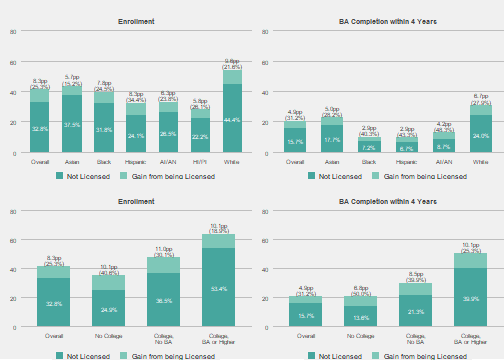 Enrollment
80
60
40
20
0
8.3pp
(25.3%)
32.8%
Overall
5.7pp
(15.2%)
37.5%
Asian
7.8pp
(24.5%)
31.8%
Black
8.3pp
(34.4%)
24.1%
Hispanic
6.3pp
(23.8%)
26.5%
AI/AN
5.8pp
(26.1%)
22.2%
HI/PI
9.6pp
(21.6%)
44.4%
White
Not Licensed
Gain from being Licensed
BA Completion within 4 Years
80
60
40
20
0
4.9pp
(31.2%)
15.7%
Overall
5.0pp
(28.2%)
17.7%
Asian
2.9pp
(40.3%)
7.2%
Black
2.9pp
(43.3%)
6.7%
Hispanic
4.2pp
(48.3%)
8.7%
AI/AN
6.7pp
(27.9%)
24.0%
White
Not Licensed
Gain from being Licensed
Enrollment
80
60
40
20
0
8.3pp
(25.3%)
32.8%
Overall
10.1pp
(40.6%)
24.9%
No College
11.0pp
(30.1%)
36.5%
College,
No BA
10.1pp
(18.9%)
53.4%
College,
BA or Higher
Not Licensed
Gain from being Licensed
BA Completion within 4 Years
80
60
40
20
0
4.9pp
(31.2%)
15.7%
Overall
6.8pp
(50.0%)
13.6%
No College
8.5pp
(39.9%)
21.3%
College,
No BA
10.1pp
(25.3%)
39.9%
College,
BA or Higher
Not Licensed
Gain from being Licensed